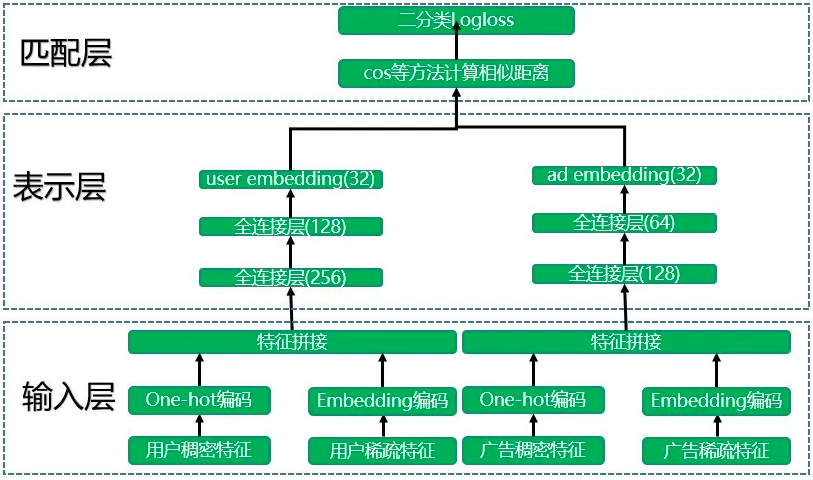 二分类Logloss
匹配层
cos等方法计算相似距离
表示层
user embedding(32)
ad embedding(32)
全连接层(128)
全连接层(64)
全连接层(256)
全连接层(128)
输入层
特征拼接
特征拼接
One-hot编码
Embedding编码
One-hot编码
Embedding编码
用户稠密特征
用户稀疏特征
广告稠密特征
广告稀疏特征